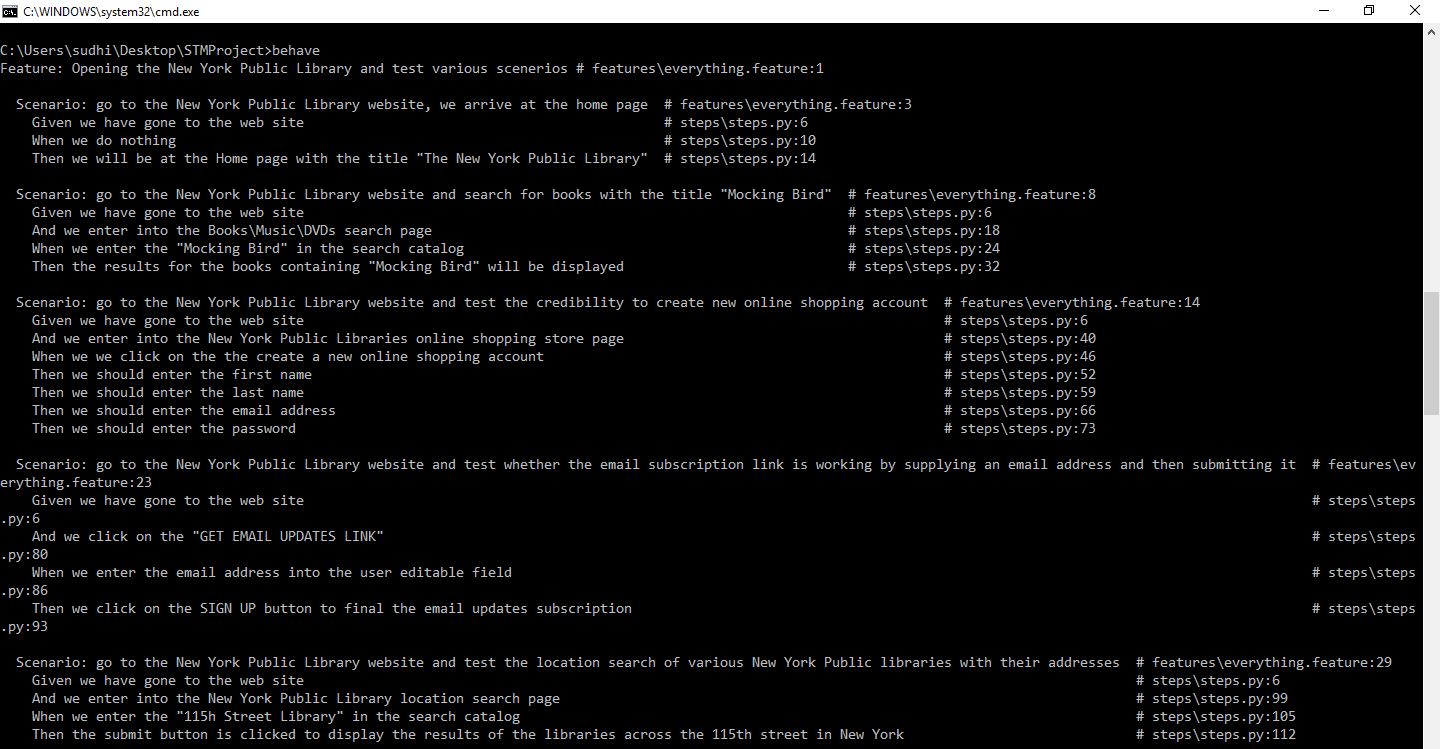 C:\WINDOWS\system32\cmd.exe
C:\Users\sudhi\Desktop\STMProject>behave
Feature: Opening the New York Public Library and test various scenerios # features\everything.feature:1
Scenario: go to the New York Public Library website, we arrive at the home page # features\everything.feature:3
Given we have gone to the web site # steps\steps.py:6
When we do nothing # steps\steps.py:10
Then we will be at the Home page with the title "The New York Public Library" # steps\steps.py:14
Scenario: go to the New York Public Library website and search for books with the title "Mocking Bird" # features\everything.feature:8
Given we have gone to the web site # steps\steps.py:6
And we enter into the Books\Music\DVDs search page # steps\steps.py:18
When we enter the "Mocking Bird" in the search catalog # steps\steps.py:24
Then the results for the books containing "Mocking Bird" will be displayed # steps\steps.py:32
Scenario: go to the New York Public Library website and test the credibility to create new online shopping account # features\everything.feature:14
Given we have gone to the web site # steps\steps.py:6
And we enter into the New York Public Libraries online shopping store page # steps\steps.py:40
When we we click on the the create a new online shopping account # steps\steps.py:46
Then we should enter the first name # steps\steps.py:52
Then we should enter the last name # steps\steps.py:59
Then we should enter the email address # steps\steps.py:66
Then we should enter the password # steps\steps.py:73
Scenario: go to the New York Public Library website and test whether the email subscription link is working by supplying an email address and then submitting it # features\ev
erything.feature:23
Given we have gone to the web site # steps\steps
.py:6
And we click on the "GET EMAIL UPDATES LINK" # steps\steps
.py:80
When we enter the email address into the user editable field # steps\steps
.py:86
Then we click on the SIGN UP button to final the email updates subscription # steps\steps
.py:93
Scenario: go to the New York Public Library website and test the location search of various New York Public libraries with their addresses # features\everything.feature:29
Given we have gone to the web site # steps\steps.py:6
And we enter into the New York Public Library location search page # steps\steps.py:99
When we enter the "115h Street Library" in the search catalog # steps\steps.py:105
Then the submit button is clicked to display the results of the libraries across the 115th street in New York # steps\steps.py:112